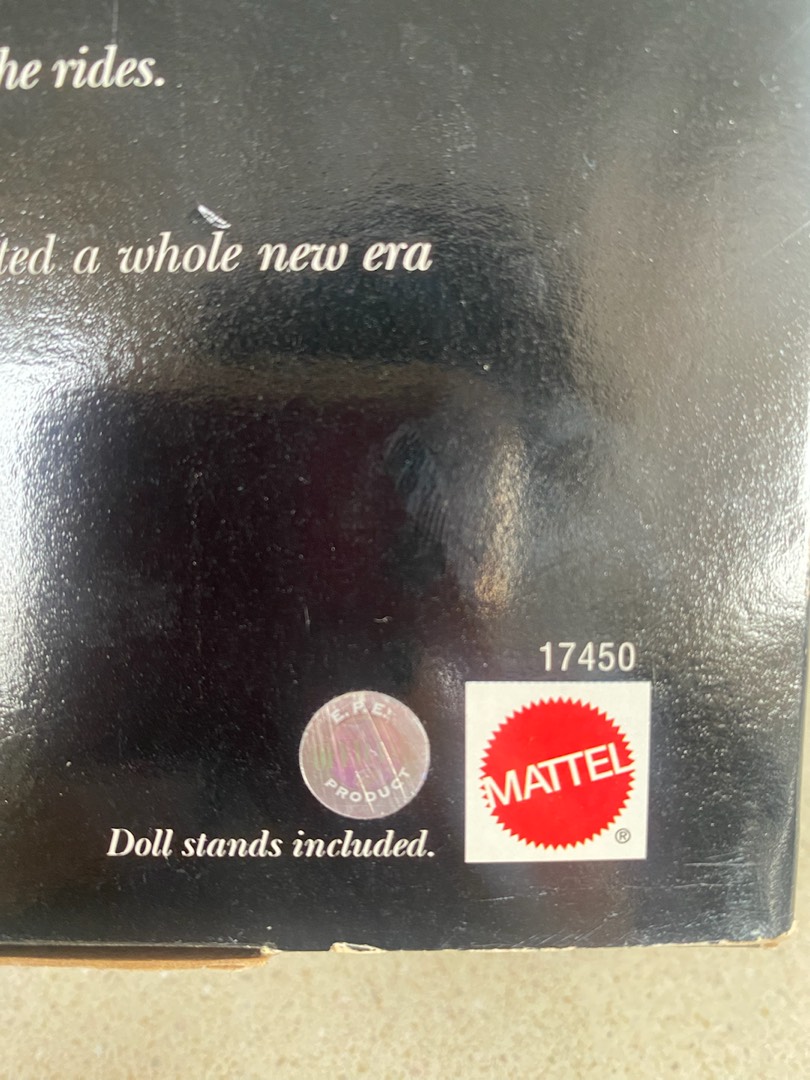 he rides.
ted a whole new era
17450
E.P.E.
PRODUCT
MATTEL
®
Doll stands included.